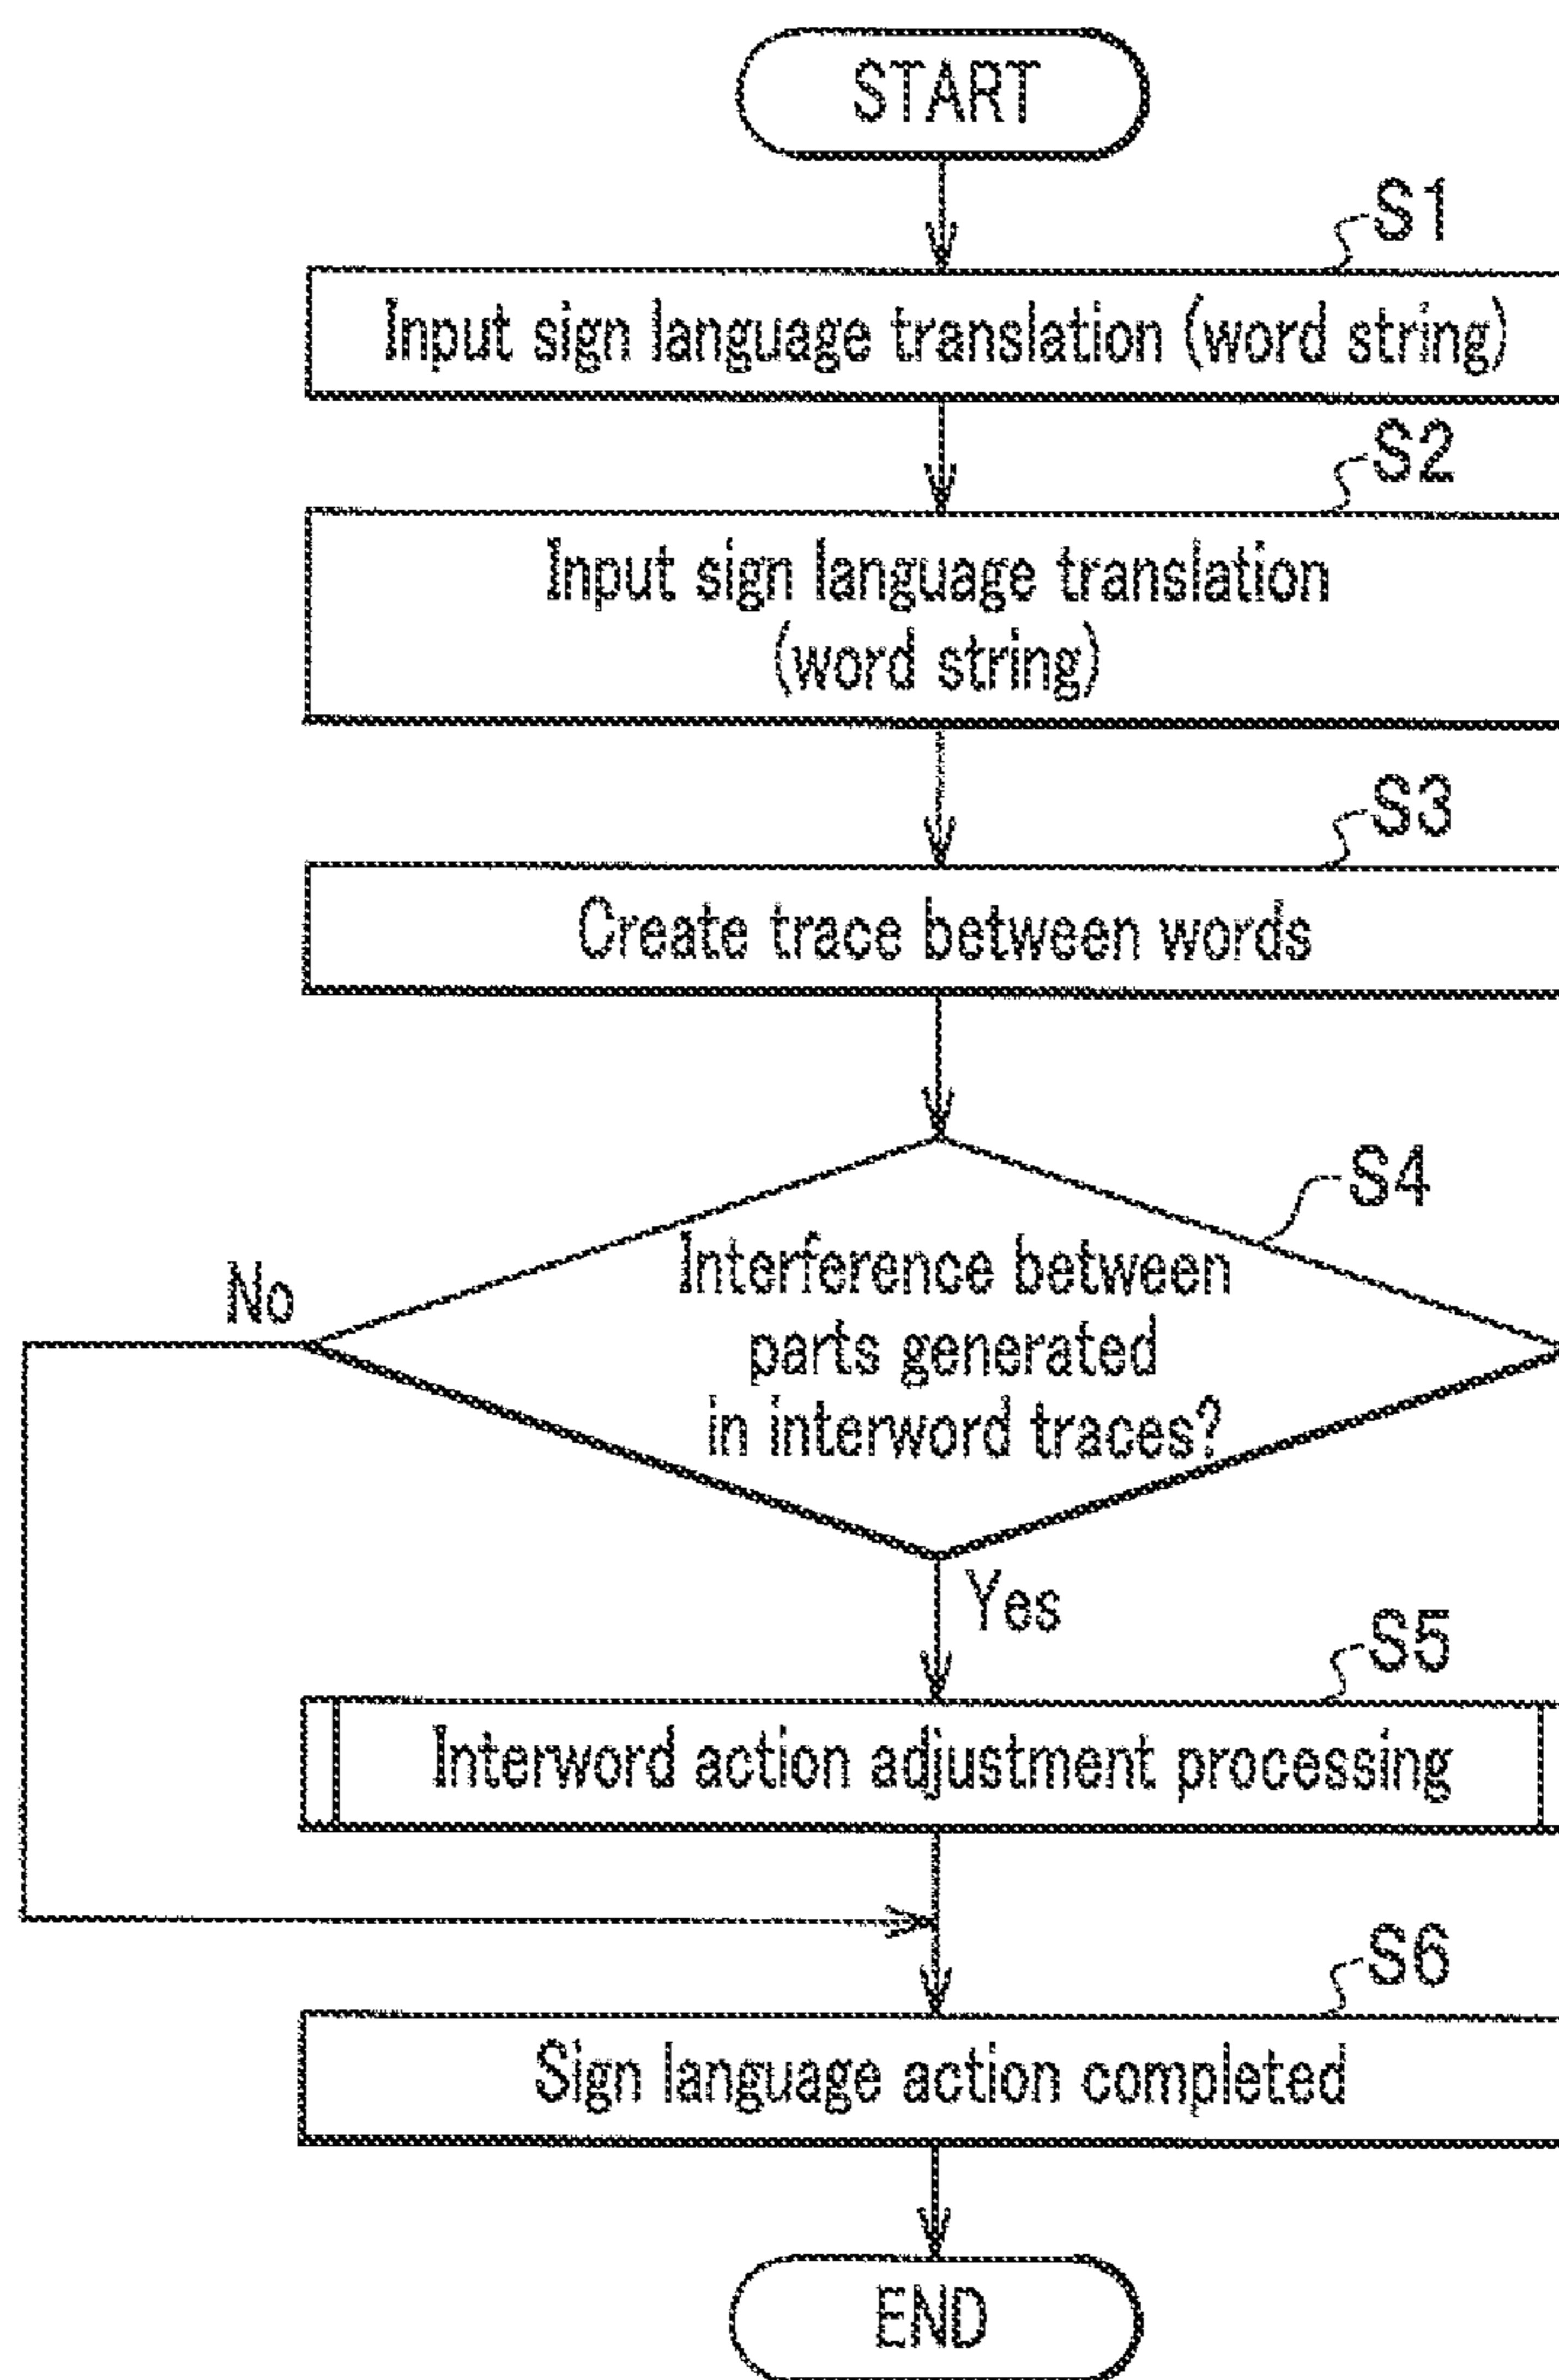 START
S1
Input sign language translation (word string)
S2
Input sign language translation
(word string)
S3
Create trace between words
S4
Interference between
parts generated
in interword traces?
No
Yes
S5
Interword action adjustment processing
S6
Sign language action completed
END